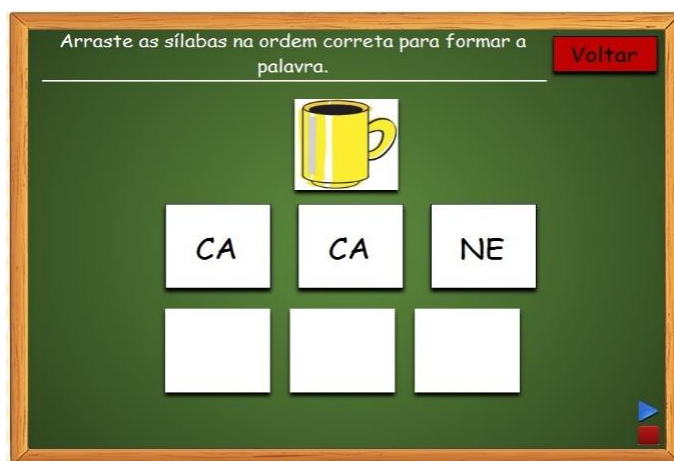 Arraste as sílabas na ordem correta para formar a
palavra.
Voltar
CA CA NE